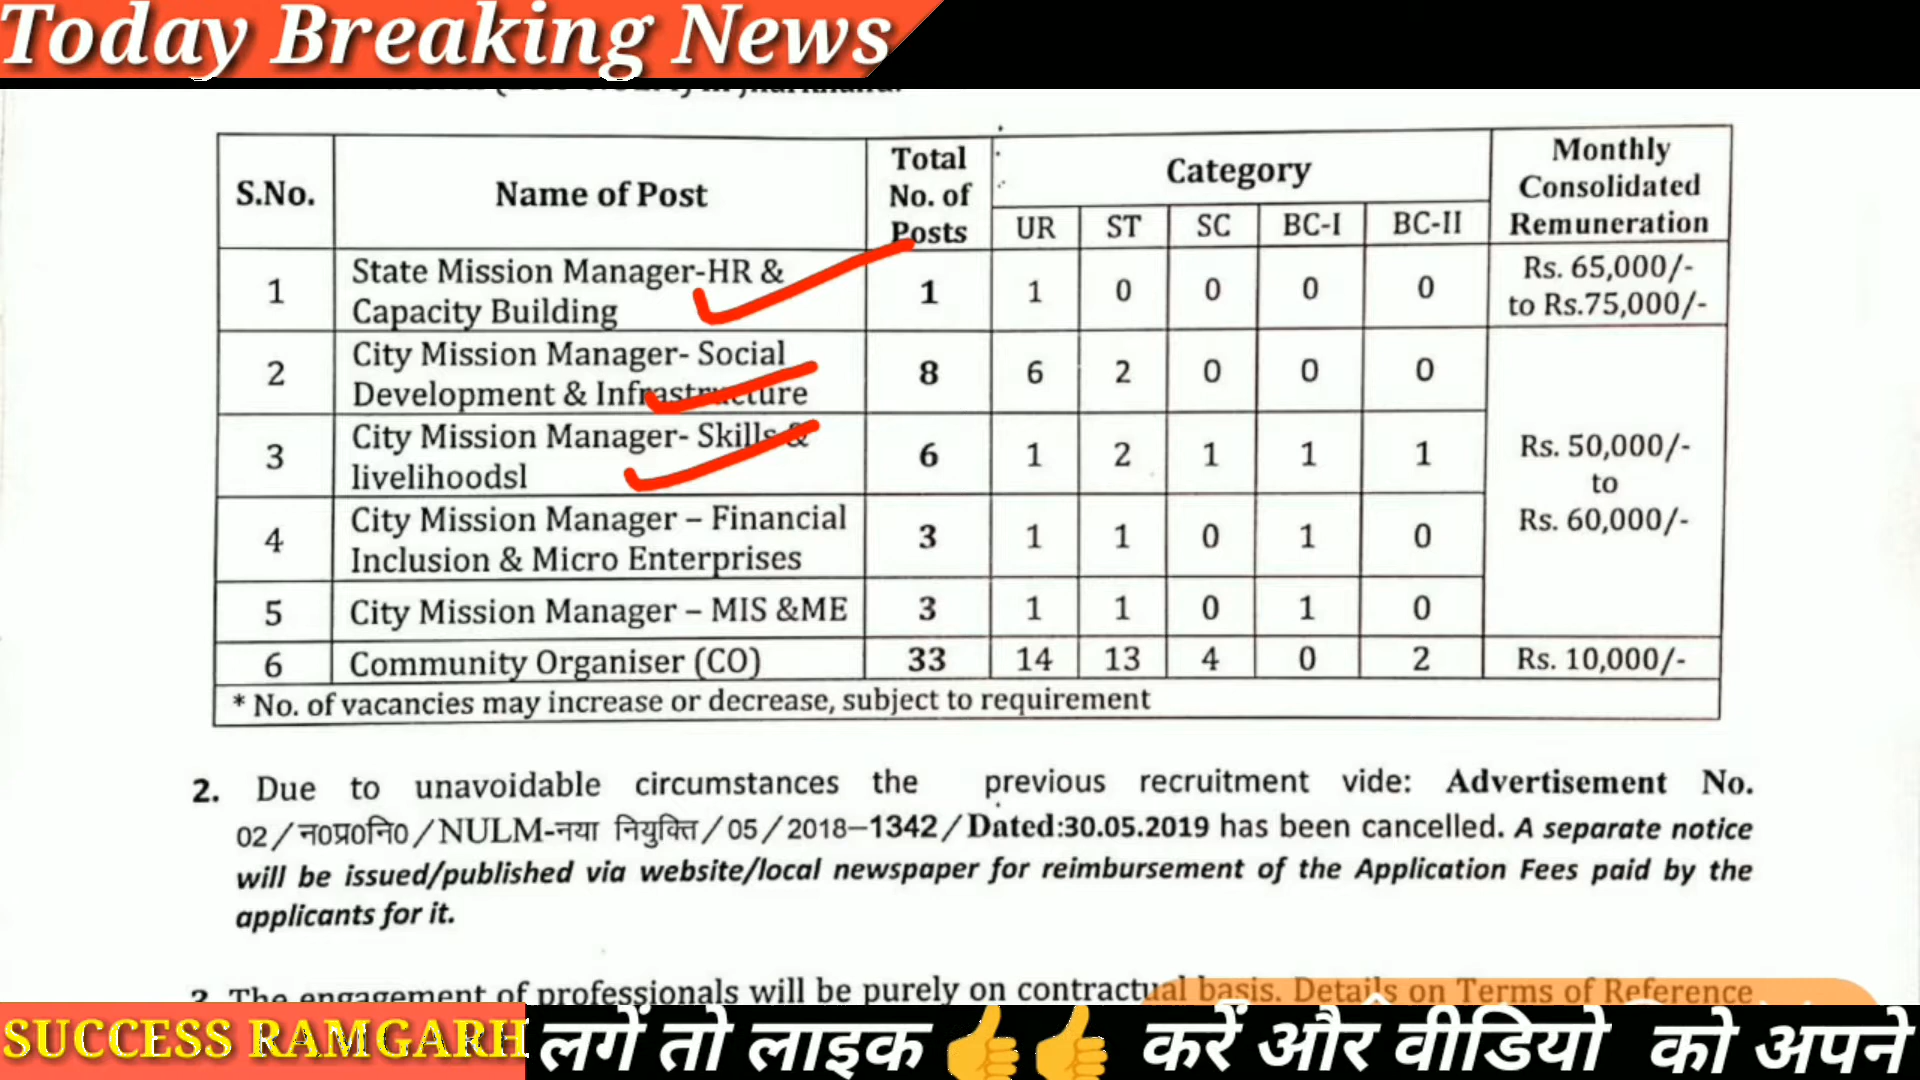 Today Breaking News
in Jharkhand.
S.No. Name of Post Total No. of Posts Category Monthly Consolidated Remuneration
UR ST SC BC-I BC-II
1 State Mission Manager-HR & Capacity Building 1 1 0 0 0 0 Rs. 65,000/- to Rs.75,000/-
2 City Mission Manager- Social Development & Infrastructure 8 6 2 0 0 0 Rs. 50,000/- to Rs. 60,000/-
3 City Mission Manager- Skills & livelihoodsl 6 1 2 1 1 1
4 City Mission Manager – Financial Inclusion & Micro Enterprises 3 1 1 0 1 0
5 City Mission Manager – MIS &ME 3 1 1 0 1 0
6 Community Organiser (CO) 33 14 13 4 0 2 Rs. 10,000/-
* No. of vacancies may increase or decrease, subject to requirement
2. Due to unavoidable circumstances the previous recruitment vide: Advertisement No.
02/न0प्र0नि0/NULM-नया नियुक्ति/05/2018–1342/Dated:30.05.2019 has been cancelled. A separate notice
will be issued/published via website/local newspaper for reimbursement of the Application Fees paid by the
applicants for it.
3. The engagement of professionals will be purely on contractual basis. Details on Terms of Reference
SUCCESS RAMGARH लगें तो लाइक 👍👍 करें और वीडियो को अपने